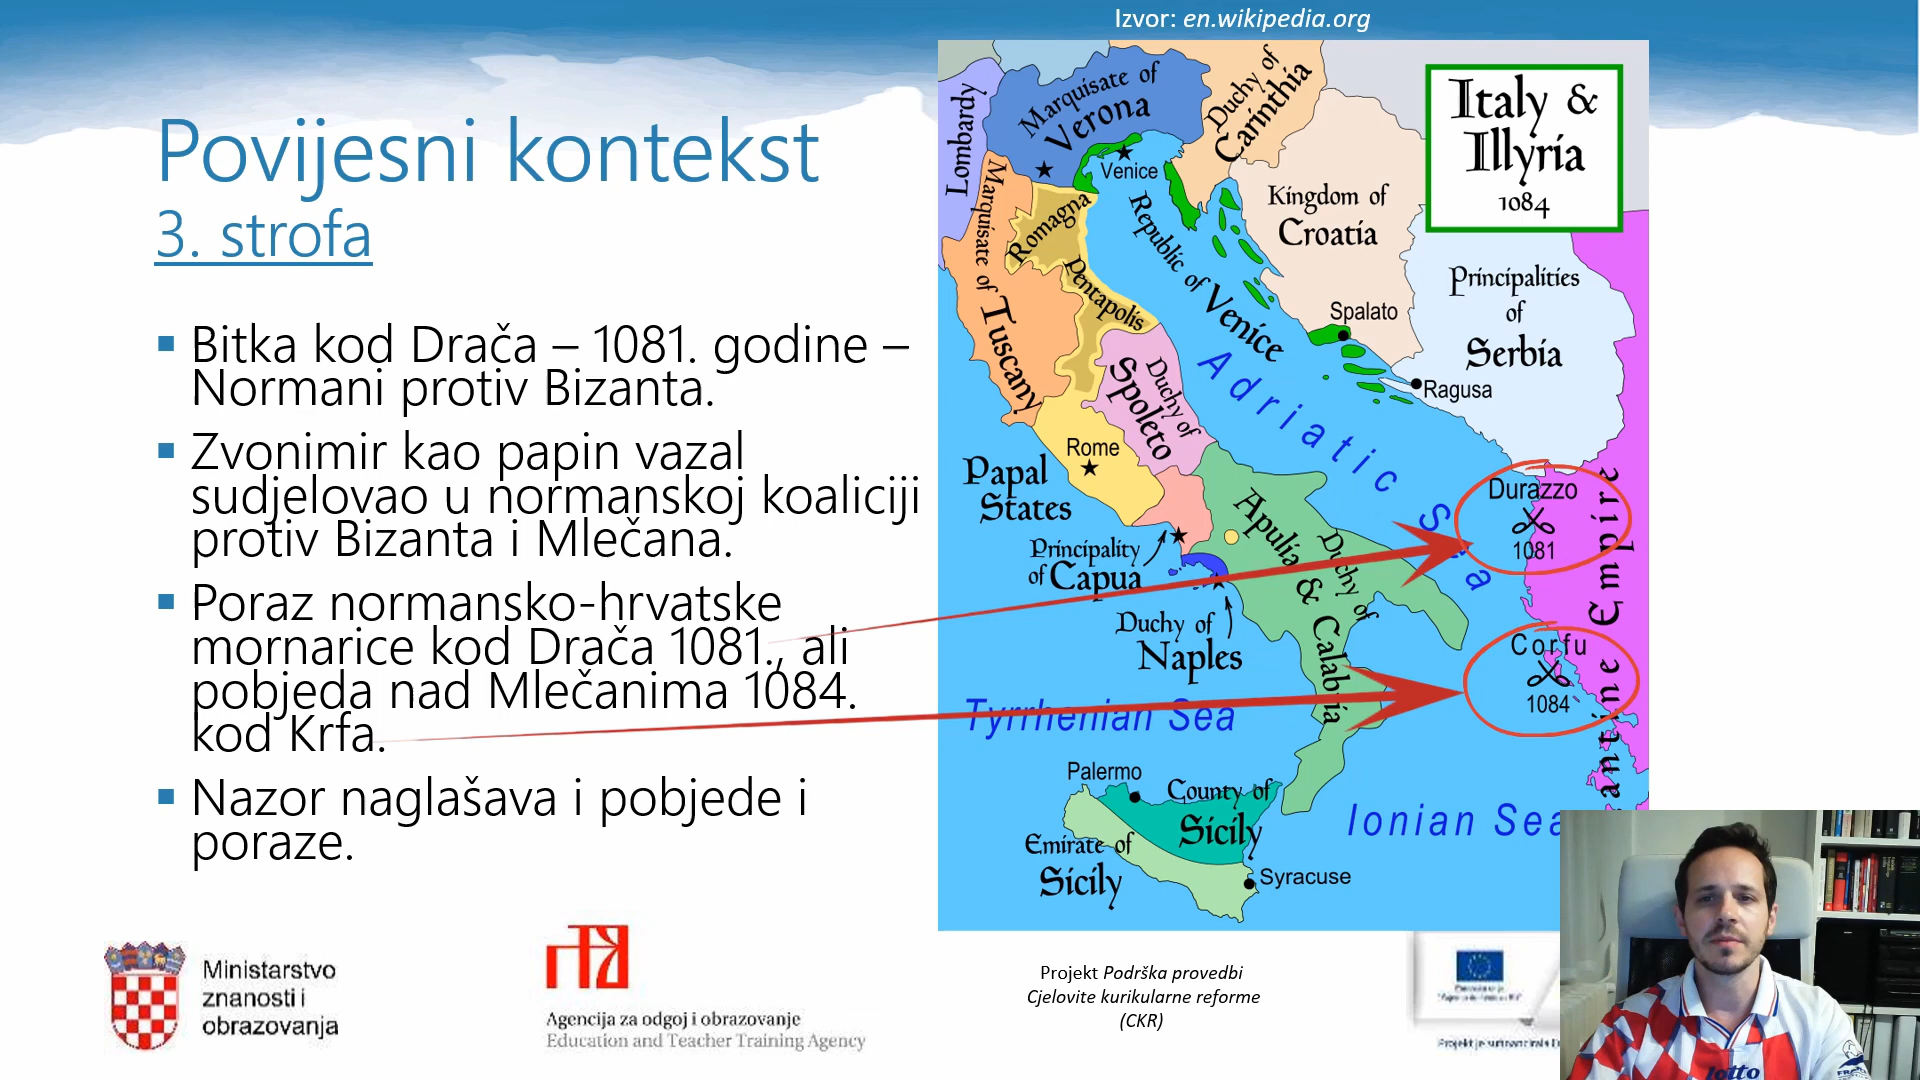 Izvor: en.wikipedia.org
Povijesni kontekst
3. strofa
Bitka kod Drača – 1081. godine –
Normani protiv Bizanta.
Zvonimir kao papin vazal
sudjelovao u normanskoj koaliciji
protiv Bizanta i Mlečana.
Poraz normansko-hrvatske
mornarice kod Drača 1081., ali
pobjeda nad Mlečanima 1084.
kod Krfa.
Nazor naglašava i pobjede i
poraze.
Italy &
Illyria
1084
Lombardy
Marquisate of
Verona
Duchy of
Carinthia
Venice
Kingdom of
Croatia
Marquisate of
Tuscany
Romagna
Pentapolis
Republic of
Venice
Principalities
of
Serbia
Spalato
Ragusa
Duchy of
Spoleto
Adriatic Sea
Rome
Papal
States
Durazzo
1081
Principality
of Capua
Duchy of
Apulia & Calabria
Duchy of
Naples
Corfu
1084
Empire
Tyrrhenian Sea
Palermo
County of
Sicily
Emirate of
Sicily
Syracuse
Ionian Sea
Ministarstvo
znanosti i
obrazovanja
Agencija za odgoj i obrazovanje
Education and Teacher Training Agency
Projekt Podrška provedbi
Cjelovite kurikularne reforme
(CKR)
lotto